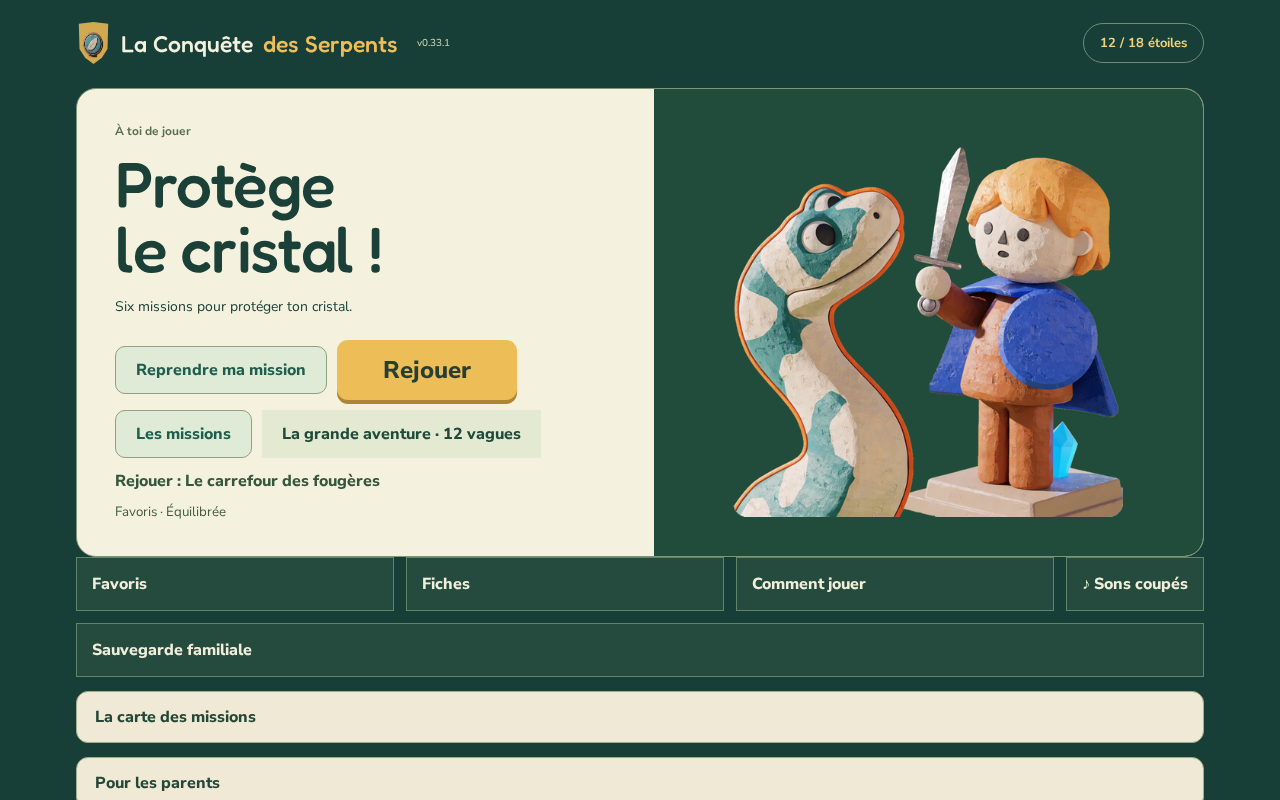 La Conquête des Serpents v0.33.1
12 / 18 étoiles
À toi de jouer
Protège
le cristal !
Six missions pour protéger ton cristal.
Reprendre ma mission
Rejouer
Les missions
La grande aventure · 12 vagues
Rejouer : Le carrefour des fougères
Favoris · Équilibrée
Favoris
Fiches
Comment jouer
♪ Sons coupés
Sauvegarde familiale
La carte des missions
Pour les parents